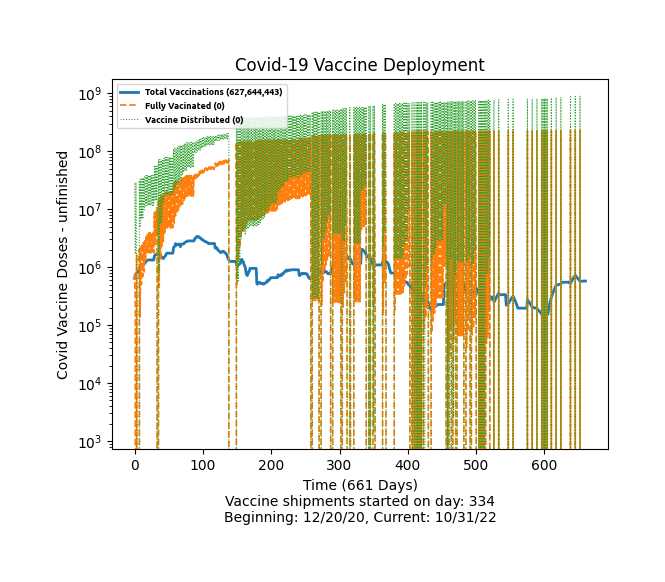 Covid-19 Vaccine Deployment
Total Vaccinations (627,644,443)
Fully Vacinated (0)
Vaccine Distributed (0)
Covid Vaccine Doses - unfinished
10⁹
10⁸
10⁷
10⁶
10⁵
10⁴
10³
0 100 200 300 400 500 600
Time (661 Days)
Vaccine shipments started on day: 334
Beginning: 12/20/20, Current: 10/31/22